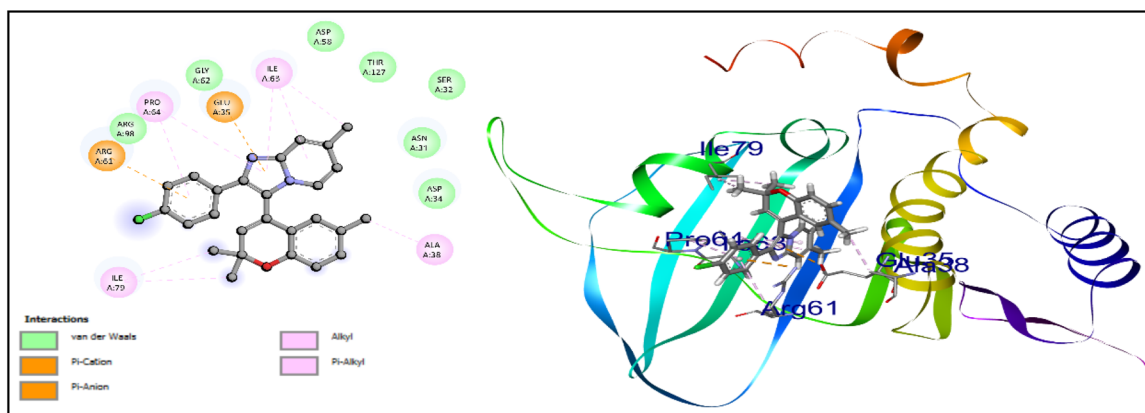 ASP
A:58
GLY
A:62
ILE
A:63
THR
A:127
SER
A:32
PRO
A:64
GLU
A:35
ARG
A:98
ARG
A:61
ASN
A:31
ASP
A:34
ALA
A:38
ILE
A:79
Interactions
van der Waals
Pi-Cation
Pi-Anion
Alkyl
Pi-Alkyl
Ile79
Glu35
Ala38
Arg61